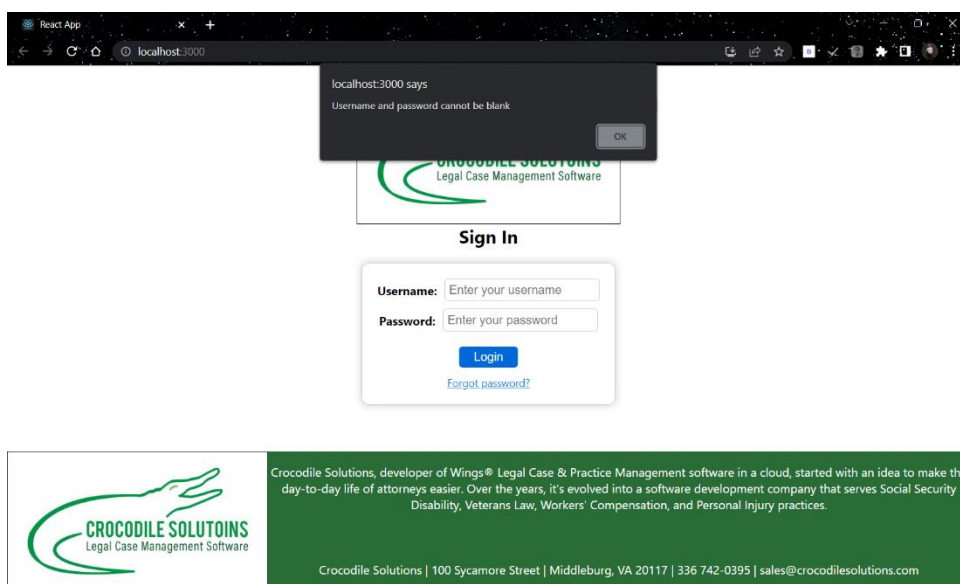 React App
localhost:3000
localhost:3000 says
Username and password cannot be blank
OK
CROCODILE SOLUTOINS
Legal Case Management Software
Sign In
Username: Enter your username
Password: Enter your password
Login
Forgot password?
CROCODILE SOLUTOINS
Legal Case Management Software
Crocodile Solutions, developer of Wings® Legal Case & Practice Management software in a cloud, started with an idea to make th
day-to-day life of attorneys easier. Over the years, it's evolved into a software development company that serves Social Security
Disability, Veterans Law, Workers' Compensation, and Personal Injury practices.
Crocodile Solutions | 100 Sycamore Street | Middleburg, VA 20117 | 336 742-0395 | sales@crocodilesolutions.com